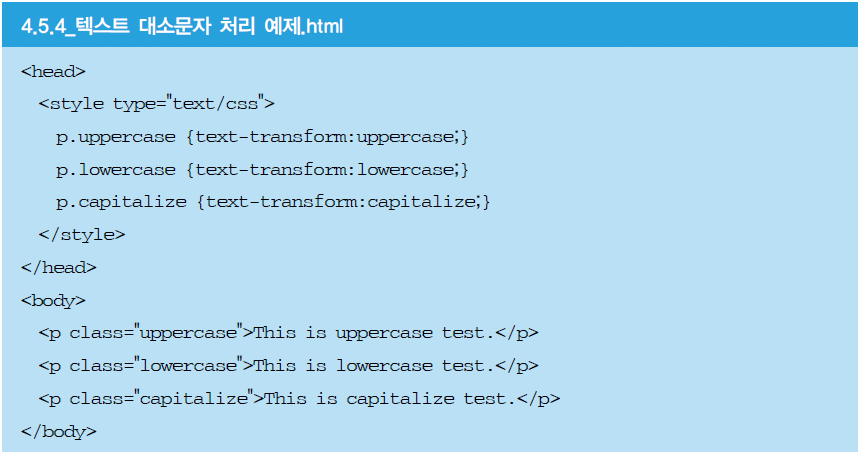 4.5.4_텍스트 대소문자 처리 예제.html
<head>
<style type="text/css">
p.uppercase {text-transform:uppercase;}
p.lowercase {text-transform:lowercase;}
p.capitalize {text-transform:capitalize;}
</style>
</head>
<body>
<p class="uppercase">This is uppercase test.</p>
<p class="lowercase">This is lowercase test.</p>
<p class="capitalize">This is capitalize test.</p>
</body>